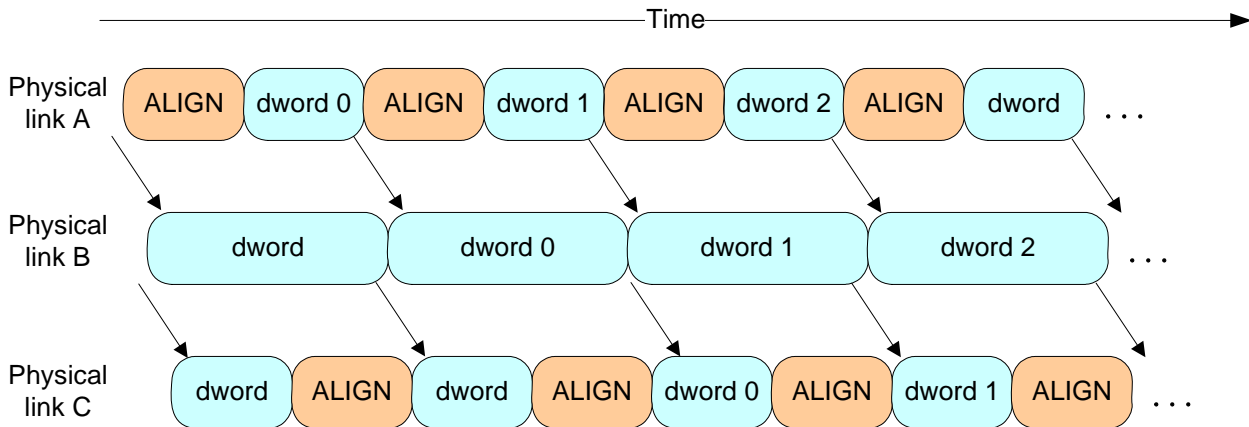 Time
Physical link A
ALIGN dword 0 ALIGN dword 1 ALIGN dword 2 ALIGN dword . . .
Physical link B
dword dword 0 dword 1 dword 2 . . .
Physical link C
dword ALIGN dword ALIGN dword 0 ALIGN dword 1 ALIGN . . .